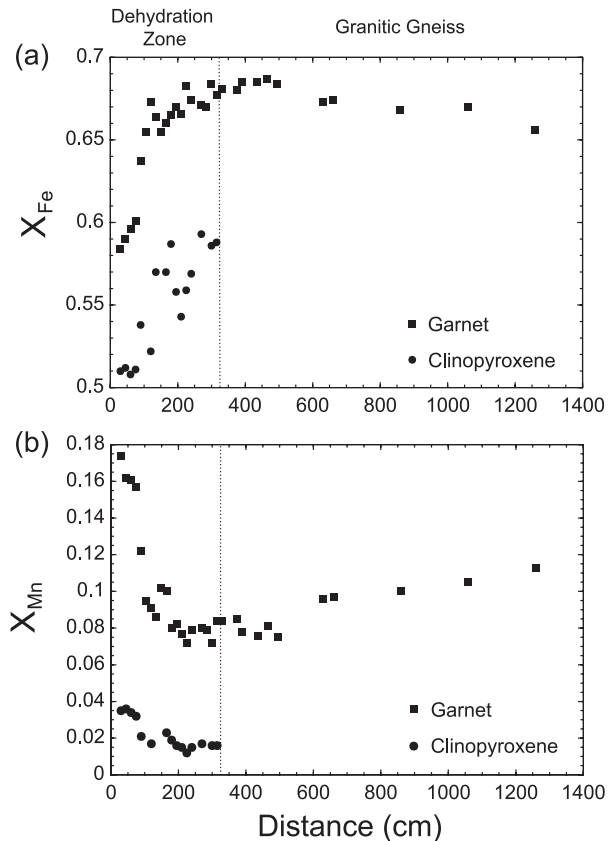 Dehydration
Zone
Granitic Gneiss
(a)
0.7
0.65
0.6
0.55
0.5
X_Fe
Garnet
Clinopyroxene
0 200 400 600 800 1000 1200 1400
(b)
0.18
0.16
0.14
0.12
0.1
0.08
0.06
0.04
0.02
0
X_Mn
Garnet
Clinopyroxene
0 200 400 600 800 1000 1200 1400
Distance (cm)